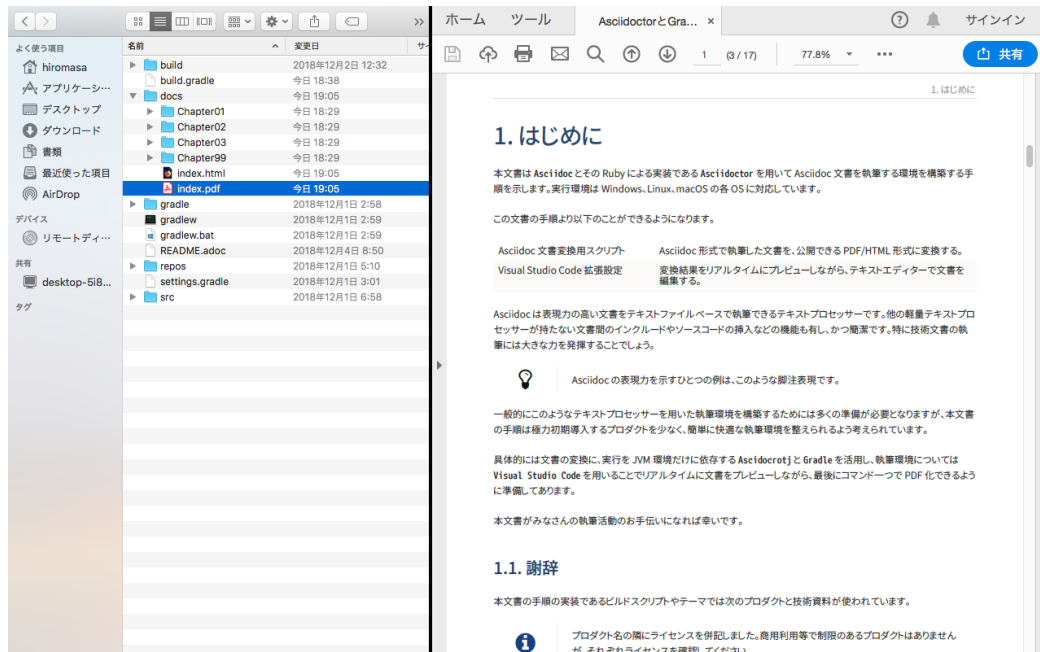 よく使う項目
hiromasa
アプリケーシ…
デスクトップ
ダウンロード
書類
最近使った項目
AirDrop
デバイス
リモートディ…
共有
desktop-5i8...
タグ
名前 変更日 サイ
build 2018年12月2日 12:32
build.gradle 今日 18:38
docs 今日 19:05
Chapter01 今日 18:29
Chapter02 今日 18:29
Chapter03 今日 18:29
Chapter99 今日 18:29
index.html 今日 19:05
index.pdf 今日 19:05
gradle 2018年12月1日 2:58
gradlew 2018年12月1日 2:59
gradlew.bat 2018年12月1日 2:59
README.adoc 2018年12月4日 8:50
repos 2018年12月1日 5:10
settings.gradle 2018年12月1日 3:01
src 2018年12月1日 6:58
ホーム ツール AsciidoctorとGra... × サインイン
1 (3 / 17) 77.8% 共有
1. はじめに
1. はじめに
本文書は Asciidoc とその Ruby による実装である Asciidoctor を用いて Asciidoc 文書を執筆する環境を構築する手
順を示します。実行環境は Windows、Linux、macOS の各 OS に対応しています。
この文書の手順より以下のことができるようになります。
Asciidoc 文書変換用スクリプト Asciidoc 形式で執筆した文書を、公開できる PDF/HTML 形式に変換する。
Visual Studio Code 拡張設定 変換結果をリアルタイムにプレビューしながら、テキストエディターで文書を
編集する。
Asciidoc は表現力の高い文書をテキストファイルベースで執筆できるテキストプロセッサーです。他の軽量テキストプロ
セッサーが持たない文書間のインクルードやソースコードの挿入などの機能も有し、かつ簡潔です。特に技術文書の執
筆には大きな力を発揮することでしょう。
Asciidoc の表現力を示すひとつの例は、このような脚注表現です。
一般的にこのようなテキストプロセッサーを用いた執筆環境を構築するためには多くの準備が必要となりますが、本文書
の手順は極力初期導入するプロダクトを少なく、簡単に快適な執筆環境を整えられるよう考えられています。
具体的には文書の変換に、実行を JVM 環境だけに依存する Ascidocrotj と Gradle を活用し、執筆環境については
Visual Studio Code を用いることでリアルタイムに文書をプレビューしながら、最後にコマンド一つで PDF 化できるよう
に準備してあります。
本文書がみなさんの執筆活動のお手伝いになれば幸いです。
1.1. 謝辞
本文書の手順の実装であるビルドスクリプトやテーマでは次のプロダクトと技術資料が使われています。
プロダクト名の隣にライセンスを併記しました。商用利用等で制限のあるプロダクトはありません
が、それぞれライセンスを確認してください。